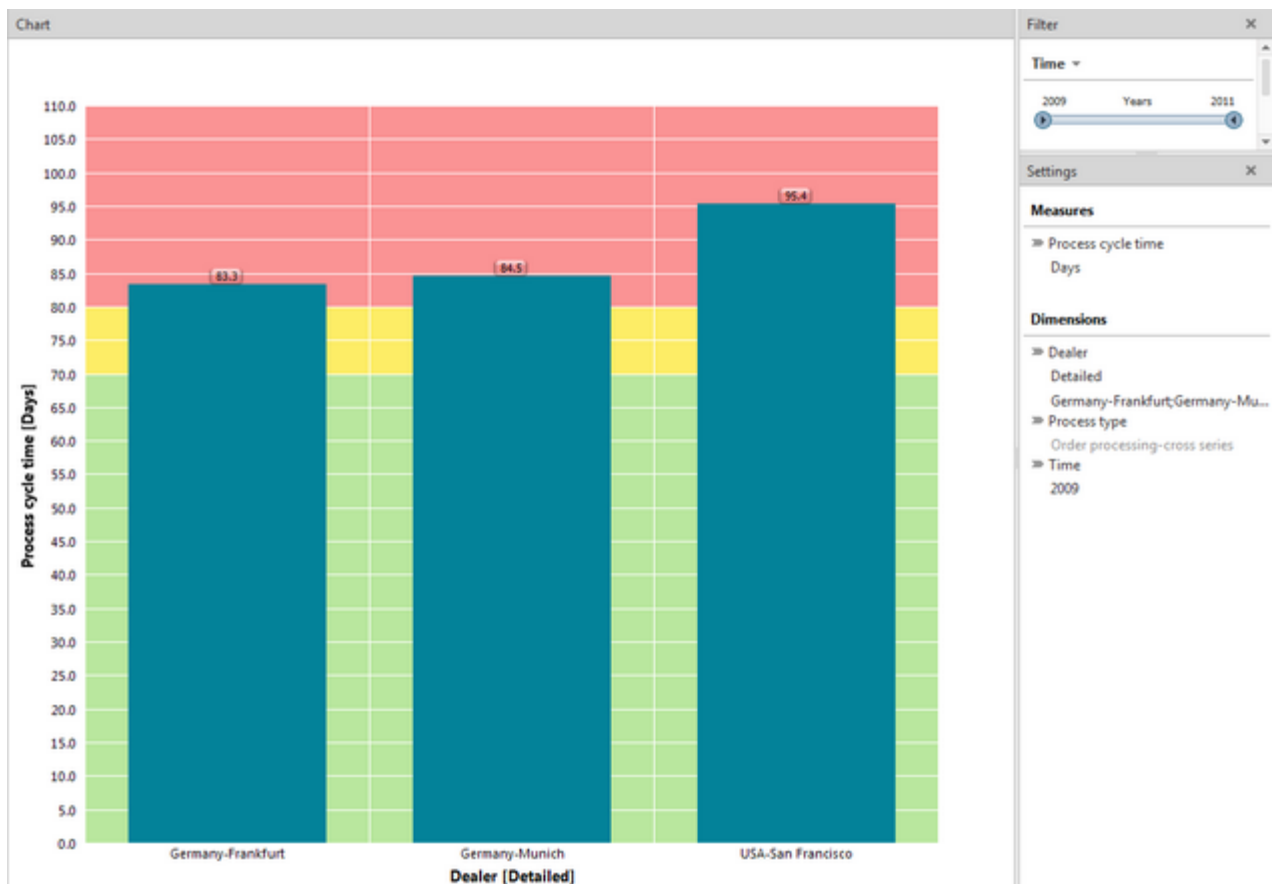 Chart
110.0
105.0
100.0
95.0
90.0
85.0
80.0
75.0
70.0
65.0
60.0
55.0
50.0
45.0
40.0
35.0
30.0
25.0
20.0
15.0
10.0
5.0
0.0
Process cycle time [Days]
83.3
84.5
95.4
Germany-Frankfurt
Germany-Munich
USA-San Francisco
Dealer [Detailed]
Filter
Time
2009 Years 2011
Settings
Measures
Process cycle time
Days
Dimensions
Dealer
Detailed
Germany-Frankfurt;Germany-Mu...
Process type
Order processing-cross series
Time
2009